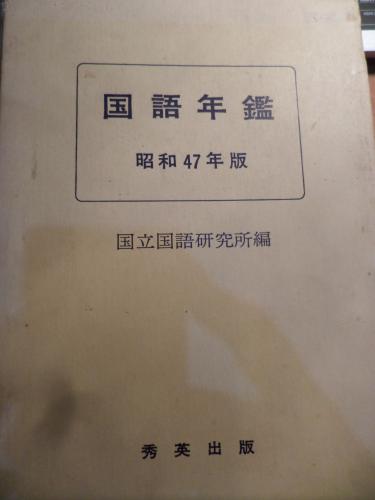 国語年鑑
昭和47年版
国立国語研究所編
秀英出版